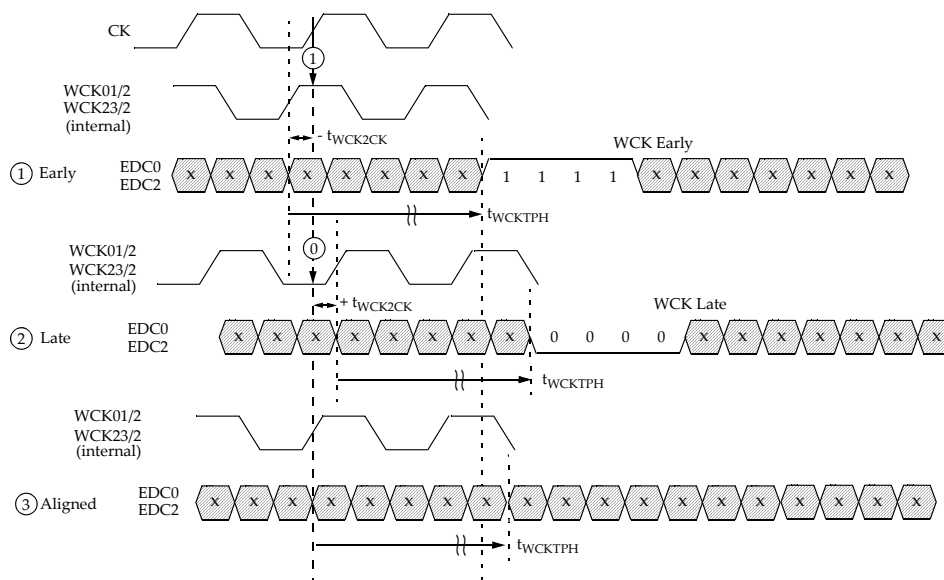 CK
1
WCK01/2
WCK23/2
(internal)
- tWCK2CK
WCK Early
1 Early
EDC0
EDC2
x x x x x x x x 1 1 1 1 x x x x x x x
tWCKTPH
0
WCK01/2
WCK23/2
(internal)
+ tWCK2CK
WCK Late
2 Late
EDC0
EDC2
x x x x x x x x 0 0 0 0 x x x x x x x
tWCKTPH
WCK01/2
WCK23/2
(internal)
3 Aligned
EDC0
EDC2
x x x x x x x x x x x x x x x x x x x
tWCKTPH